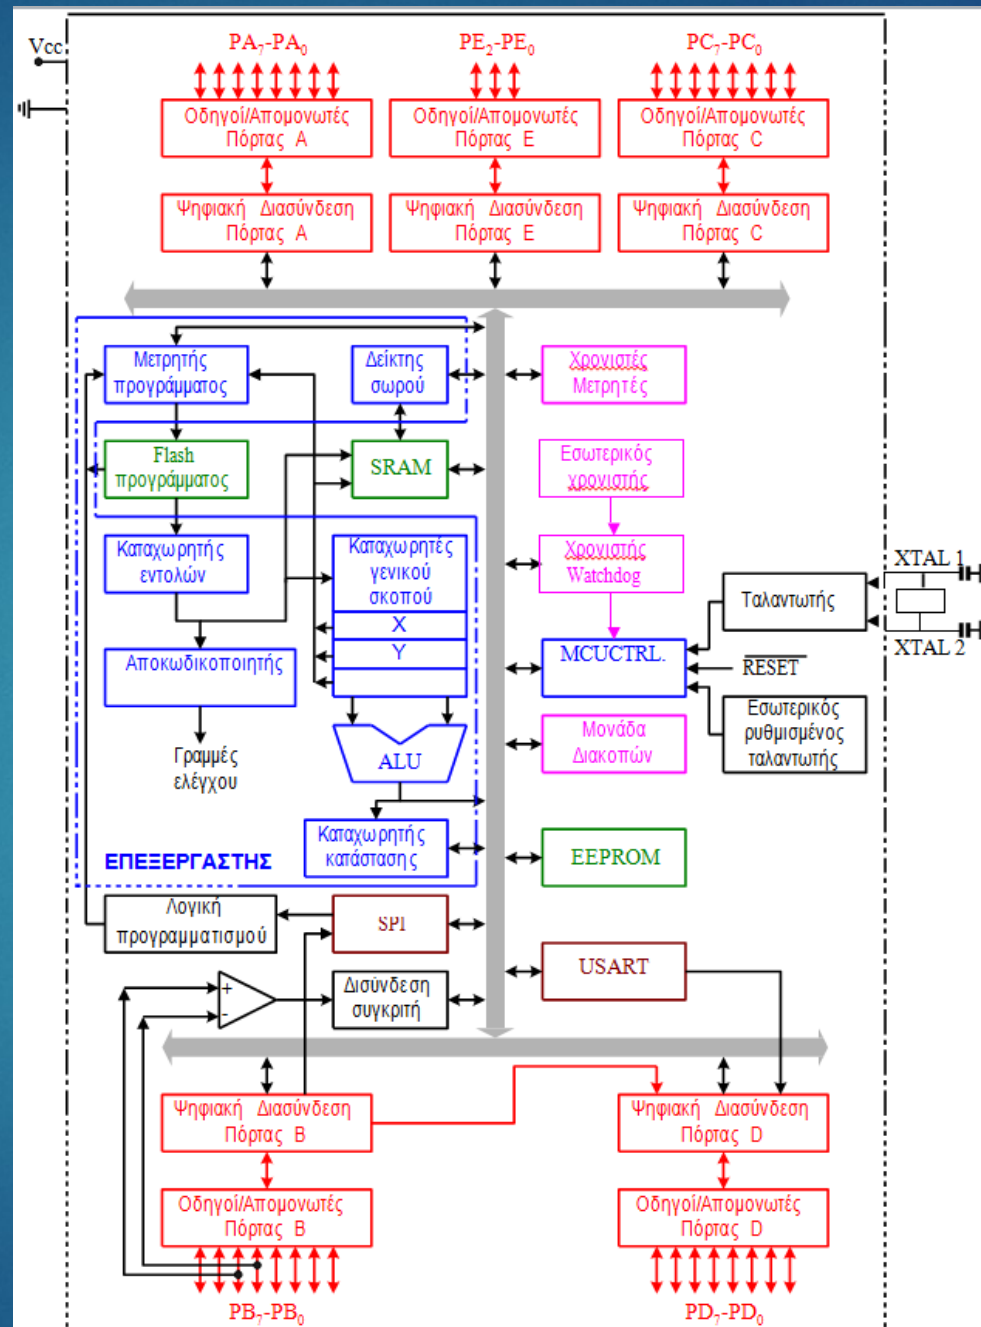 Vcc
PA7-PA0
PE2-PE0
PC7-PC0
Οδηγοί/Απομονωτές
Πόρτας A
Οδηγοί/Απομονωτές
Πόρτας E
Οδηγοί/Απομονωτές
Πόρτας C
Ψηφιακή Διασύνδεση
Πόρτας A
Ψηφιακή Διασύνδεση
Πόρτας E
Ψηφιακή Διασύνδεση
Πόρτας C
Μετρητής
προγράμματος
Δείκτης
σωρού
Χρονιστές
Μετρητές
Flash
προγράμματος
SRAM
Εσωτερικός
χρονιστής
Καταχωρητής
εντολών
Καταχωρητές
γενικού
σκοπού
X
Y
Χρονιστής
Watchdog
XTAL 1
Ταλαντωτής
XTAL 2
Αποκωδικοποιητής
MCUCTRL.
RESET
Γραμμές
ελέγχου
ALU
Μονάδα
Διακοπών
Εσωτερικός
ρυθμισμένος
ταλαντωτής
Καταχωρητής
κατάστασης
ΕΠΕΞΕΡΓΑΣΤΗΣ
EEPROM
Λογική
προγραμματισμού
SPI
USART
+
-
Δισύνδεση
συγκριτή
Ψηφιακή Διασύνδεση
Πόρτας B
Ψηφιακή Διασύνδεση
Πόρτας D
Οδηγοί/Απομονωτές
Πόρτας B
Οδηγοί/Απομονωτές
Πόρτας D
PB7-PB0
PD7-PD0